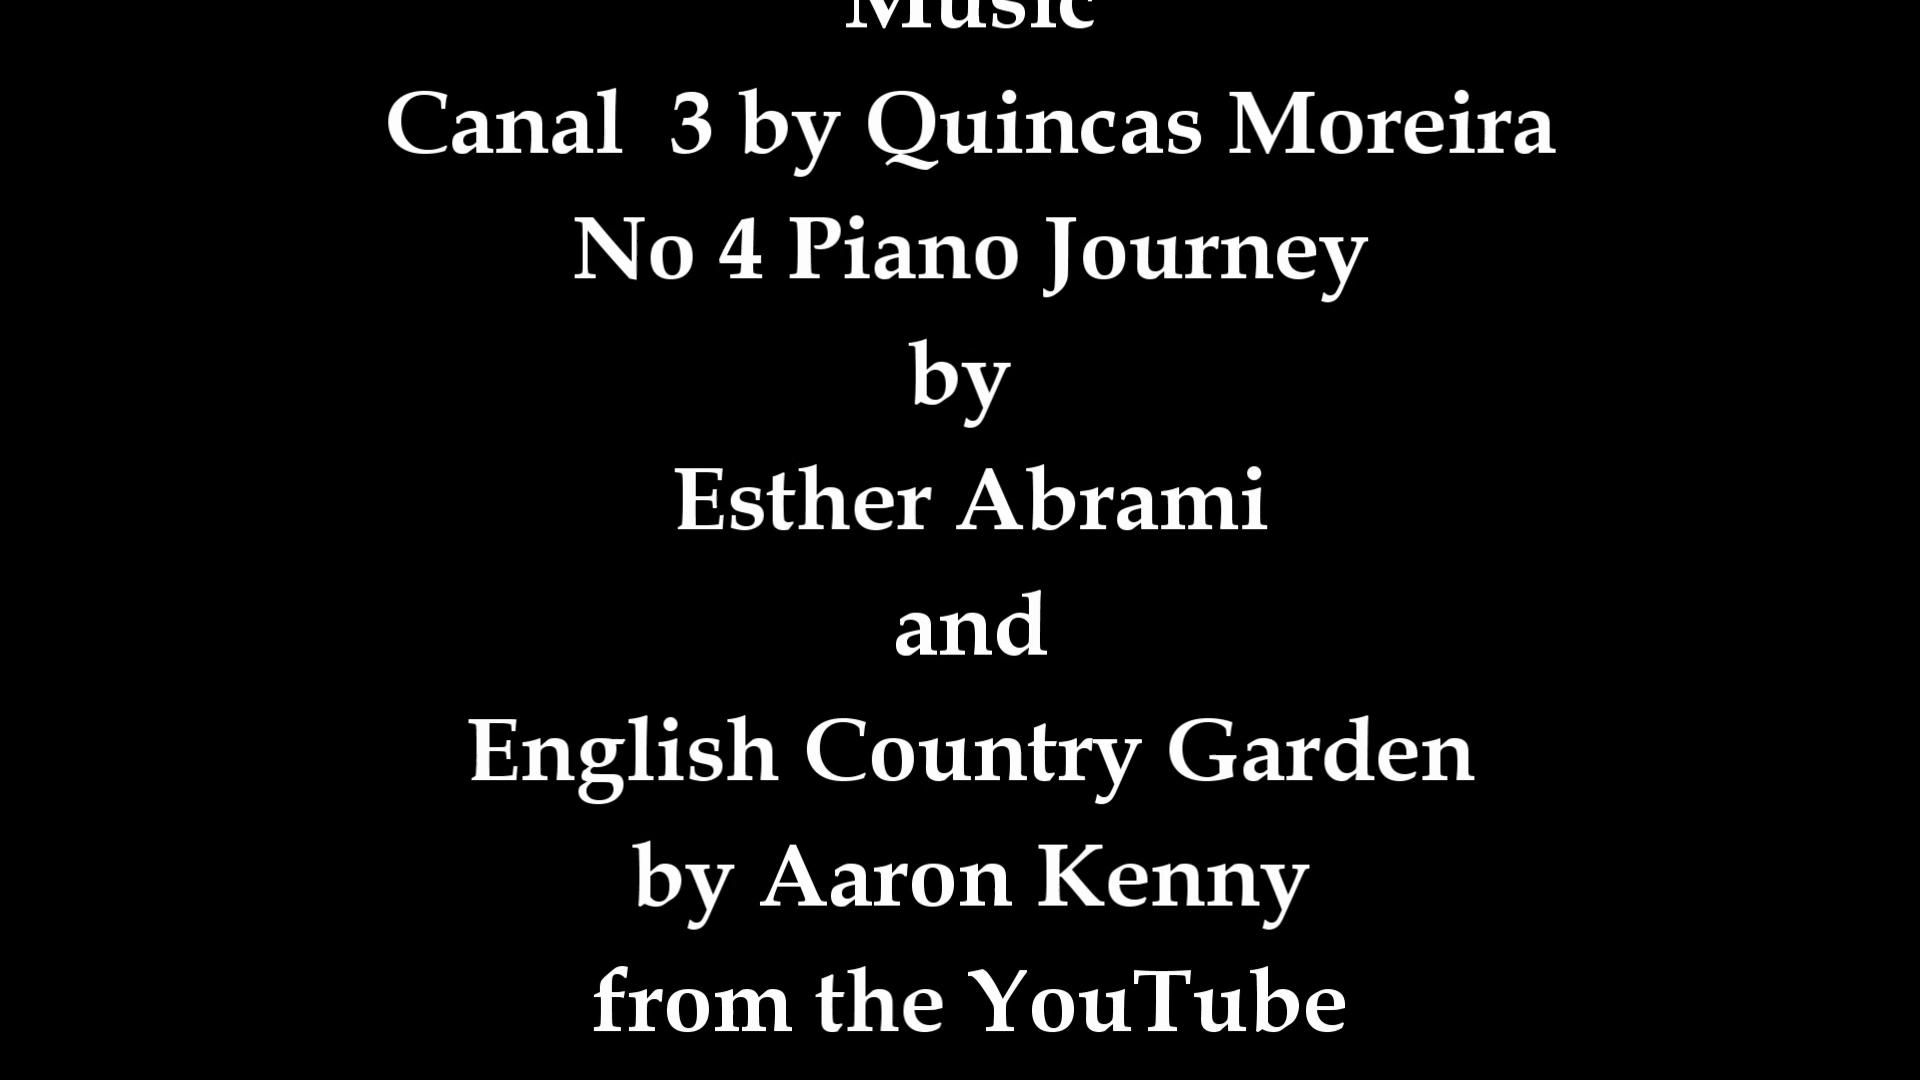 Music
Canal  3 by Quincas Moreira
No 4 Piano Journey
by
Esther Abrami
and
English Country Garden
by Aaron Kenny
from the YouTube